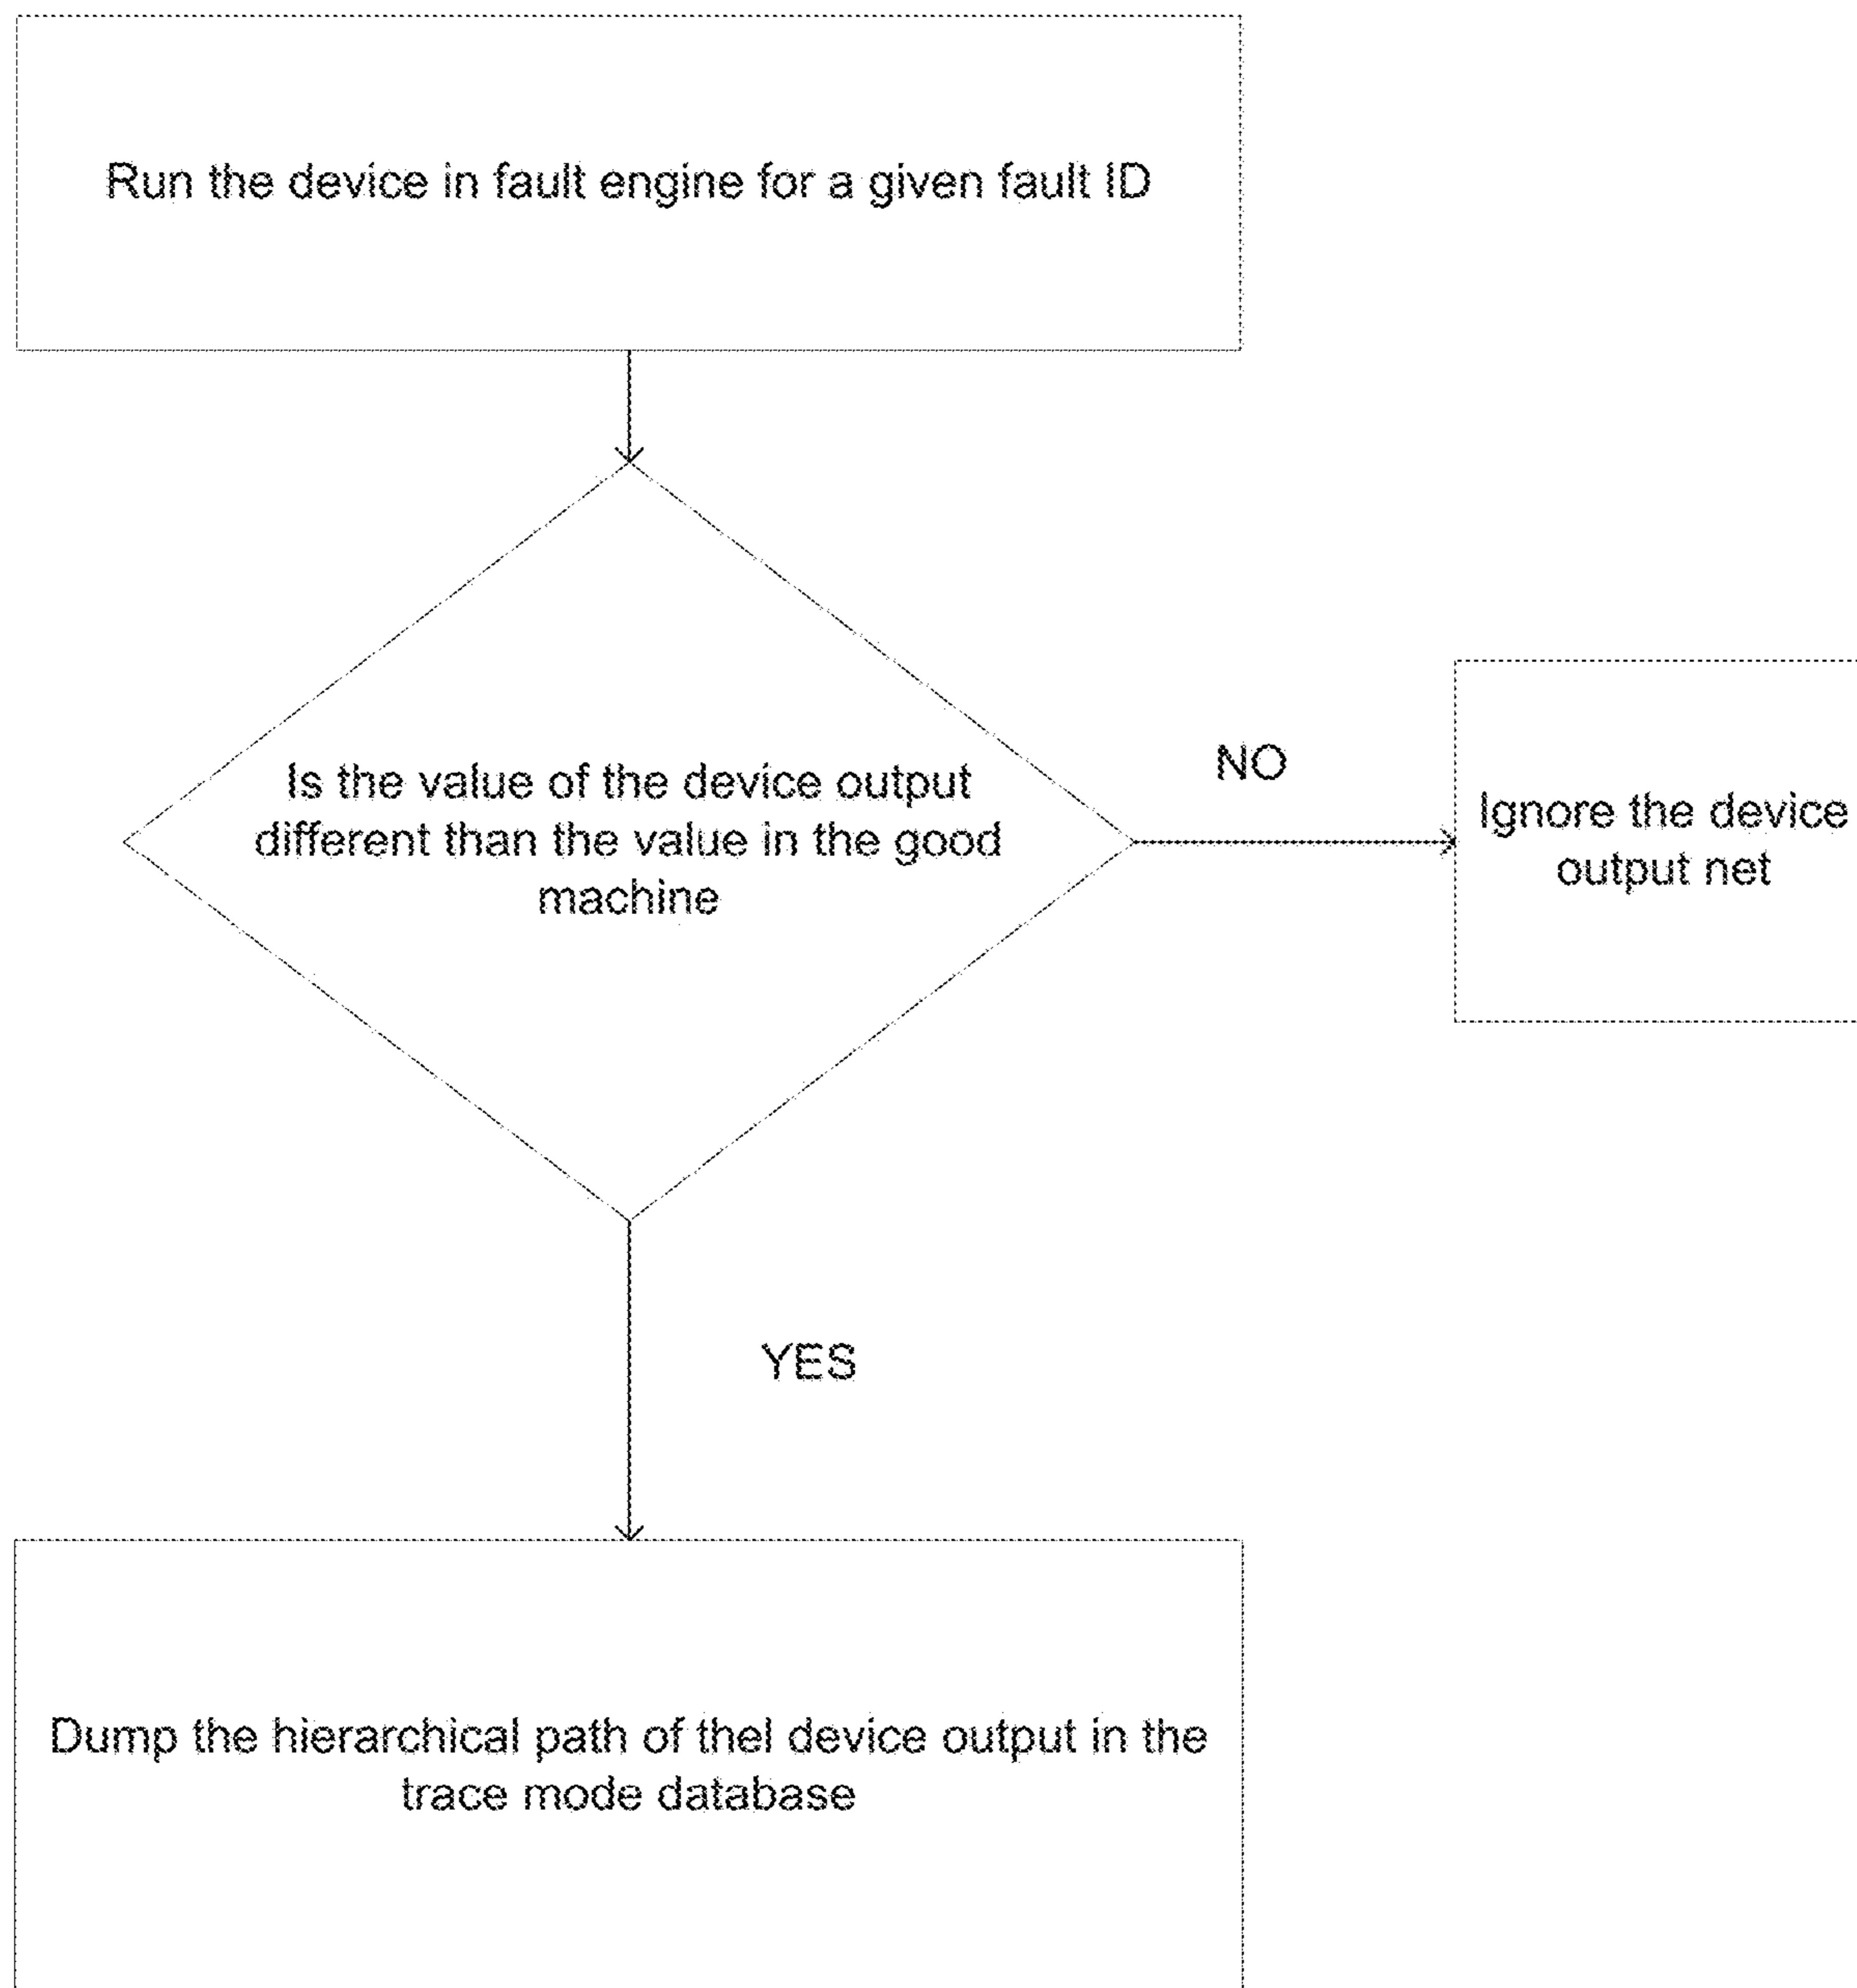 Run the device in fault engine for a given fault ID
Is the value of the device output
different than the value in the good
machine
NO
Ignore the device
output net
YES
Dump the hierarchical path of thel device output in the
trace mode database